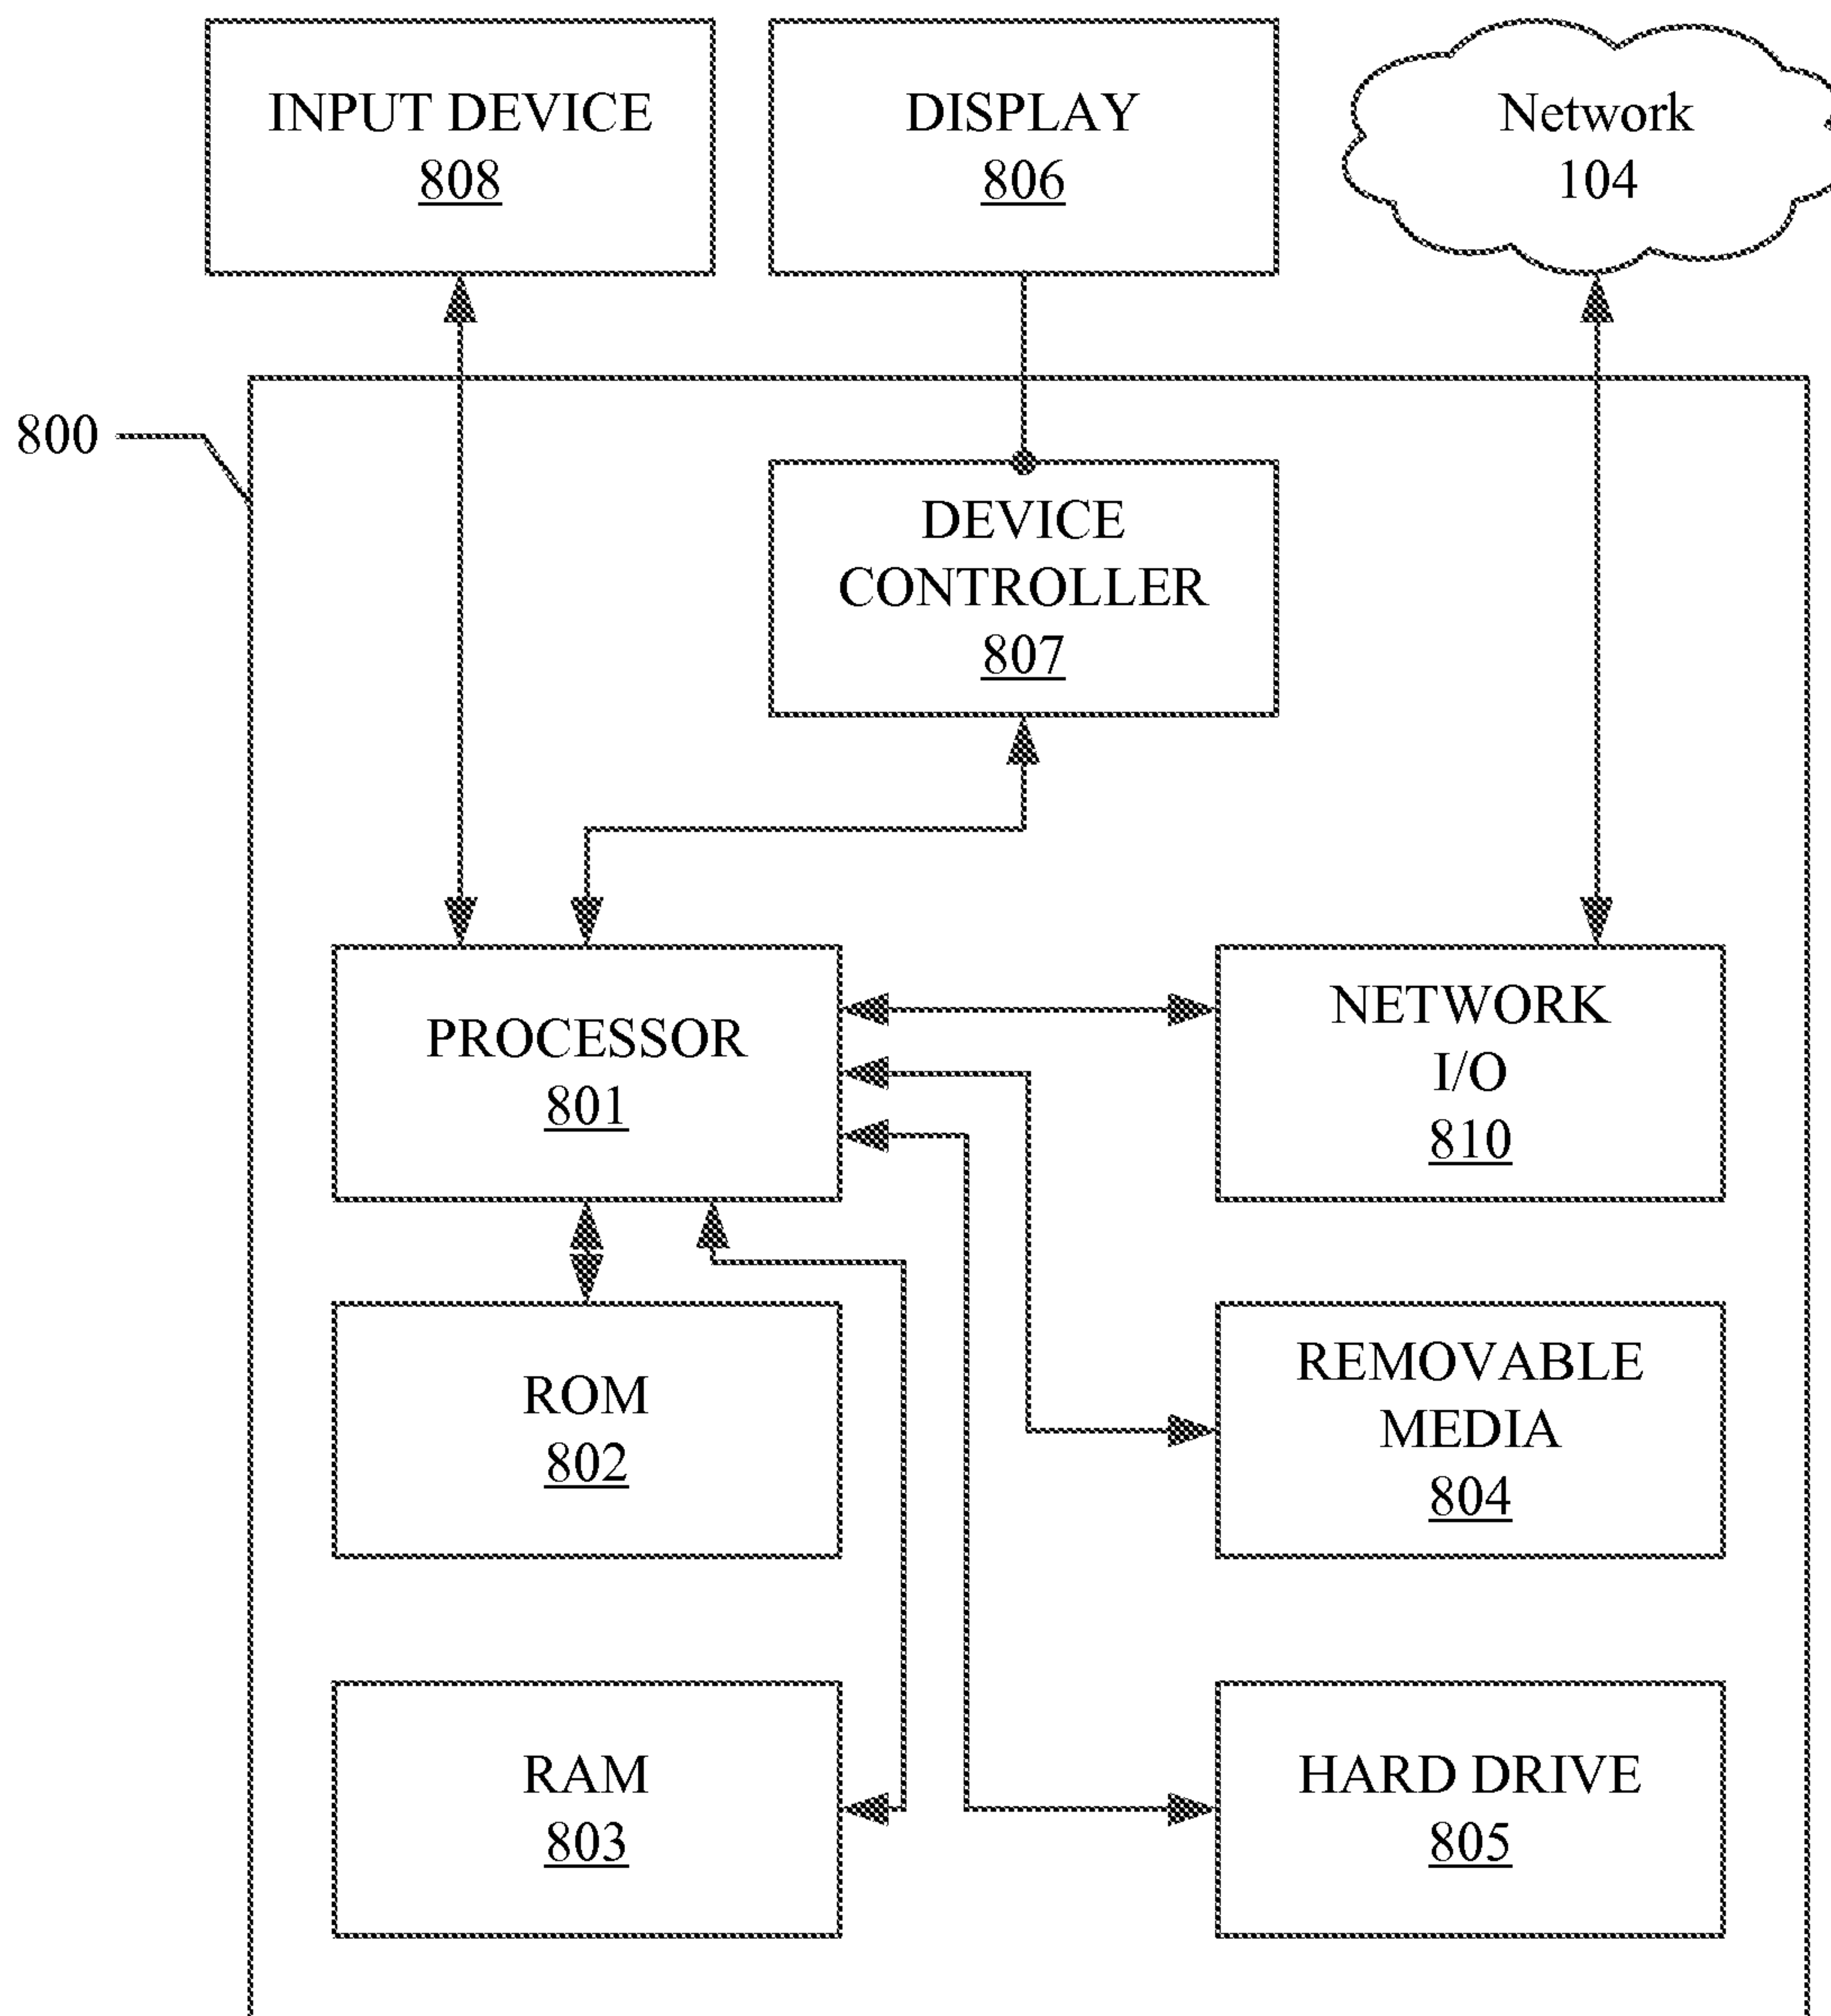 INPUT DEVICE
808
DISPLAY
806
Network
104
800
DEVICE
CONTROLLER
807
PROCESSOR
801
NETWORK
I/O
810
ROM
802
REMOVABLE
MEDIA
804
RAM
803
HARD DRIVE
805